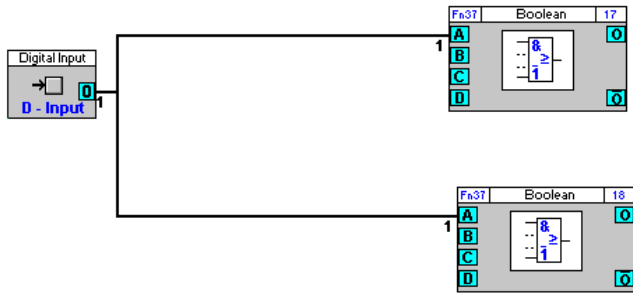 Fn37 Boolean 17
A O
1
B
& ≥ 1
C
D O̅
Digital Input
0
1
D - Input
Fn37 Boolean 18
A O
1
B
& ≥ 1
C
D O̅